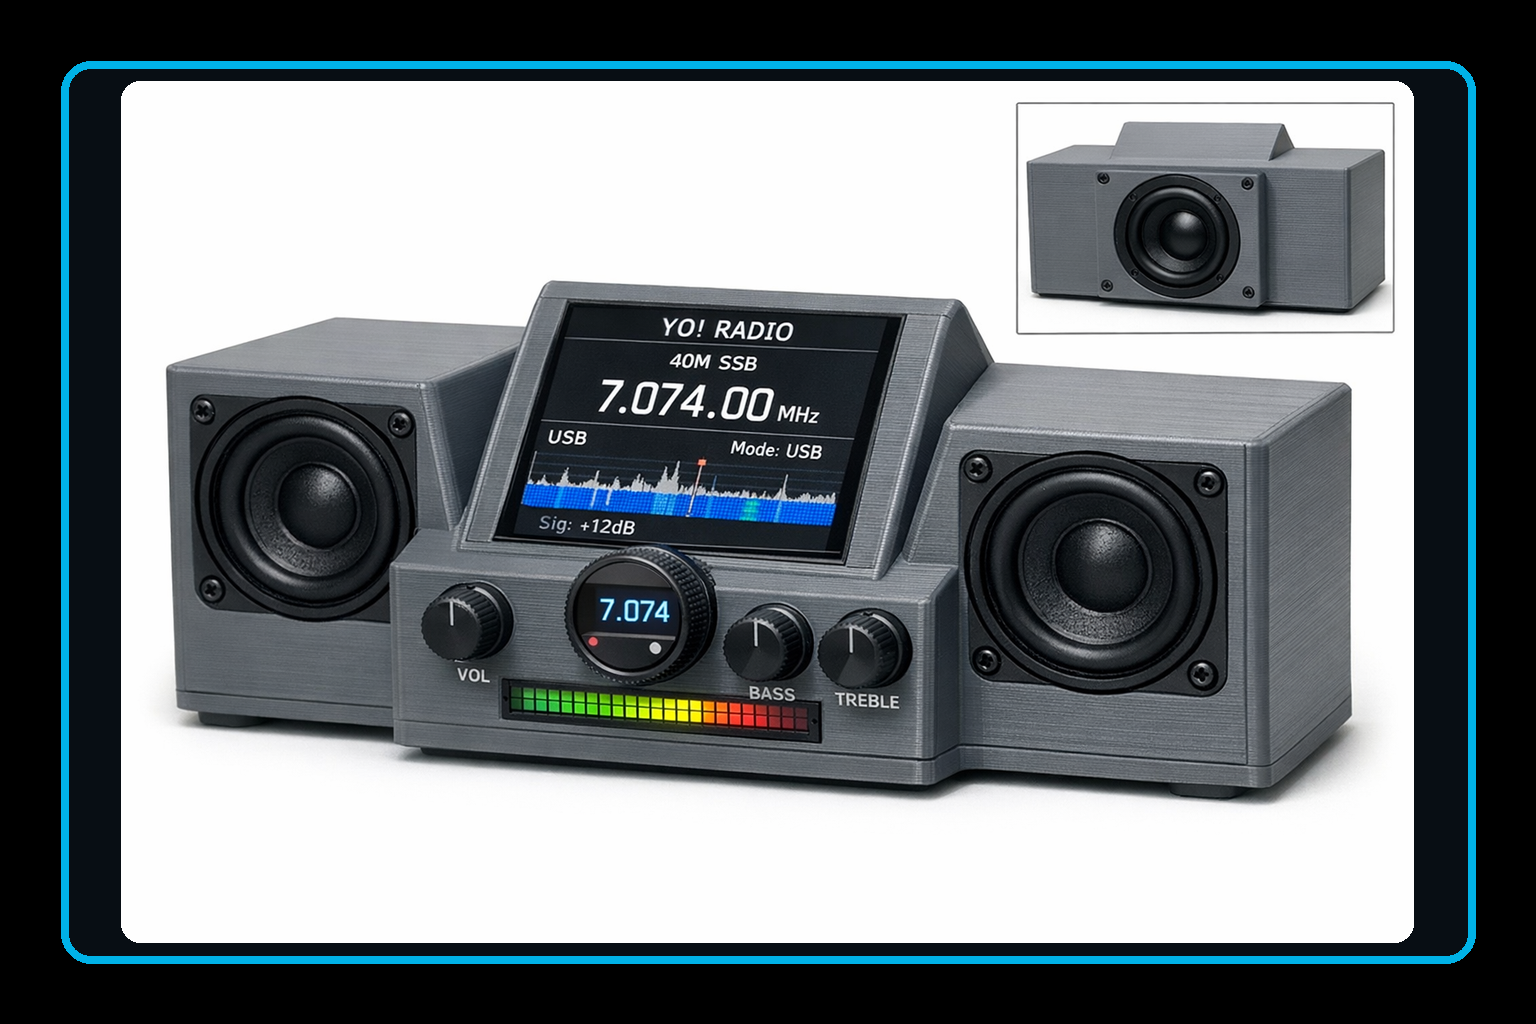 YO! RADIO
40M SSB
7.074.00 MHz
USB
Mode: USB
Sig: +12dB
7.074
VOL
BASS
TREBLE